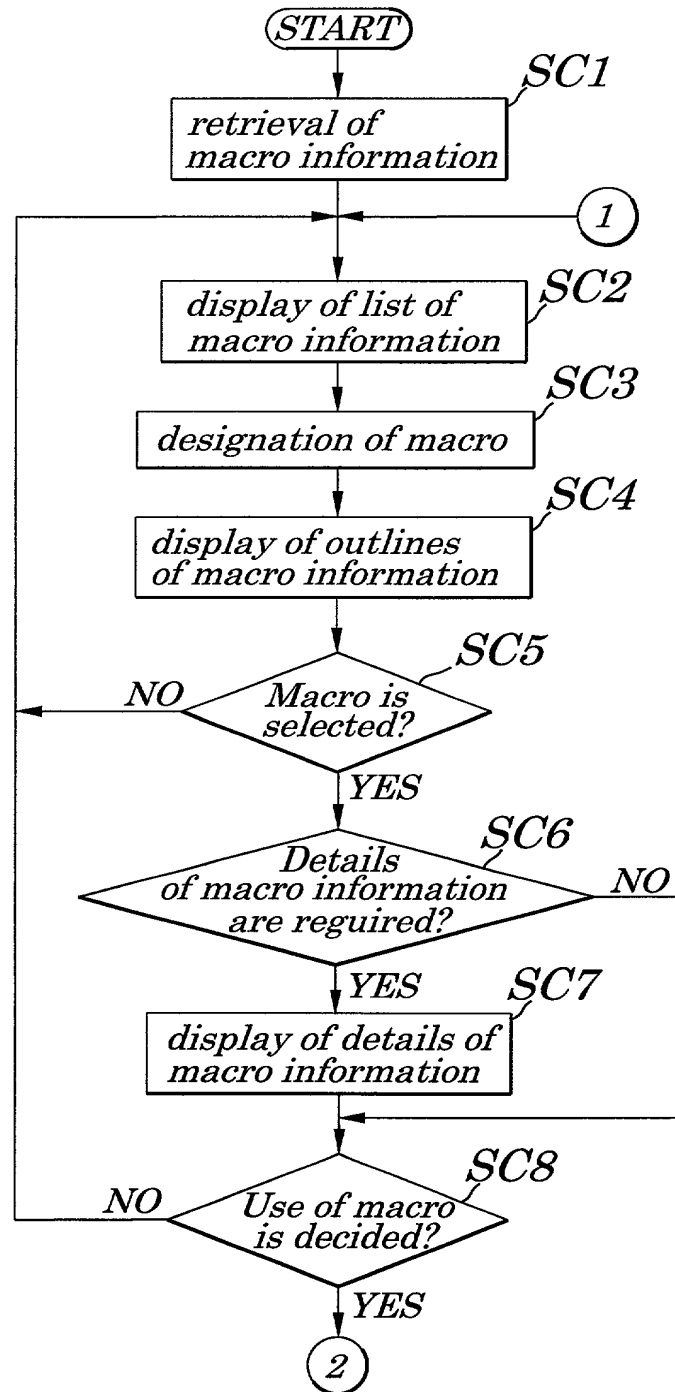 START
SC1
retrieval of
macro information
1
SC2
display of list of
macro information
SC3
designation of macro
SC4
display of outlines
of macro information
SC5
NO
Macro is
selected?
YES
SC6
Details
of macro information
are reguired?
NO
YES
SC7
display of details of
macro information
SC8
NO
Use of macro
is decided?
YES
2